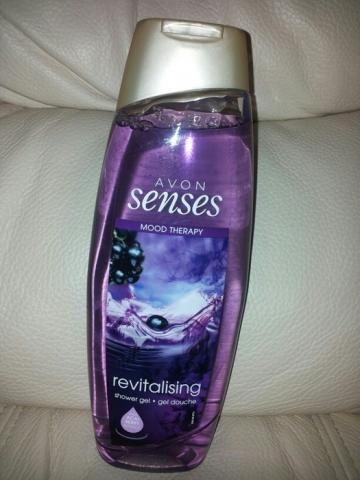 AVON
senses
MOOD THERAPY
revitalising
shower gel • gel douche